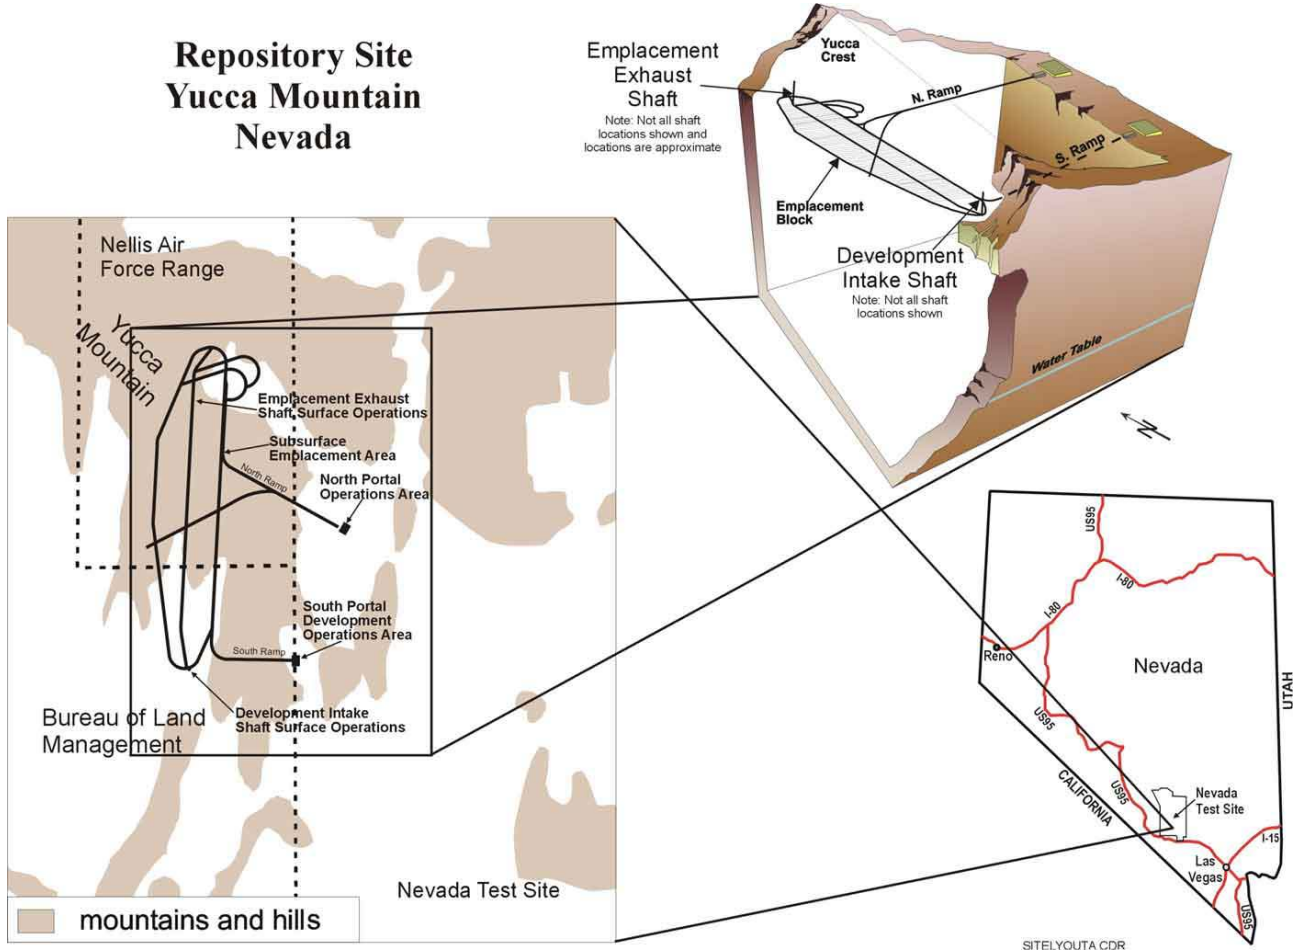 Repository Site
Yucca Mountain
Nevada
Emplacement
Exhaust
Shaft
Note: Not all shaft
locations shown and
locations are approximate
Yucca
Crest
N. Ramp
S. Ramp
Emplacement
Block
Development
Intake Shaft
Note: Not all shaft
locations shown
Water Table
N
Nellis Air
Force Range
Yucca
Mountain
Emplacement Exhaust
Shaft Surface Operations
Subsurface
Emplacement Area
North Ramp
North Portal
Operations Area
South Portal
Development
Operations Area
South Ramp
Development Intake
Shaft Surface Operations
Bureau of Land
Management
Nevada Test Site
mountains and hills
US95
I-80
I-80
Reno
Nevada
UTAH
US95
CALIFORNIA
US95
Nevada
Test Site
I-15
Las
Vegas
US95
SITELYOUTA CDR